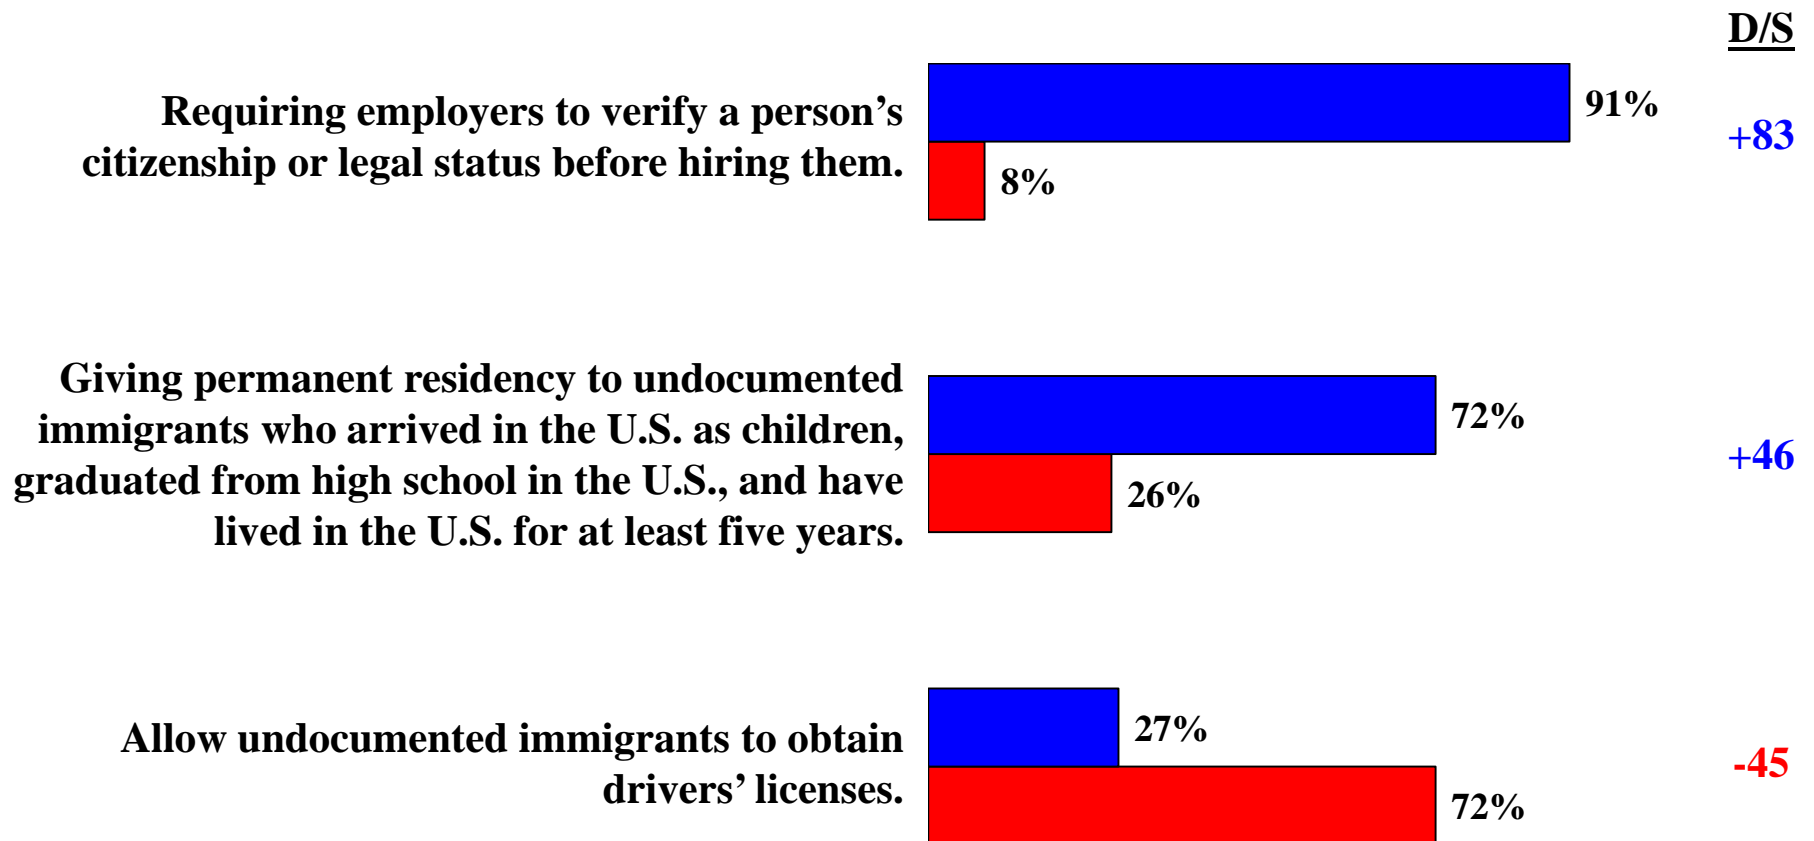 D/S
Requiring employers to verify a person’s
citizenship or legal status before hiring them.
91%
8%
+83
Giving permanent residency to undocumented
immigrants who arrived in the U.S. as children,
graduated from high school in the U.S., and have
lived in the U.S. for at least five years.
72%
26%
+46
Allow undocumented immigrants to obtain
drivers’ licenses.
27%
72%
-45